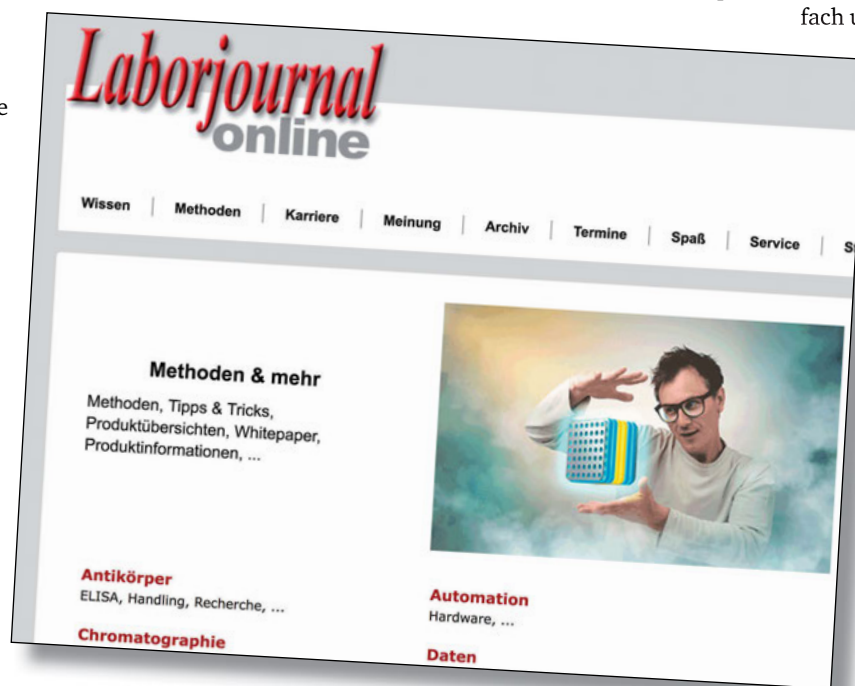 fach u
e
Laborjournal
online
Wissen | Methoden | Karriere | Meinung | Archiv | Termine | Spaß | Service | S
Methoden & mehr
Methoden, Tipps & Tricks,
Produktübersichten, Whitepaper,
Produktinformationen, ...
Antikörper
ELISA, Handling, Recherche, ...
Chromatographie
Automation
Hardware, ...
Daten